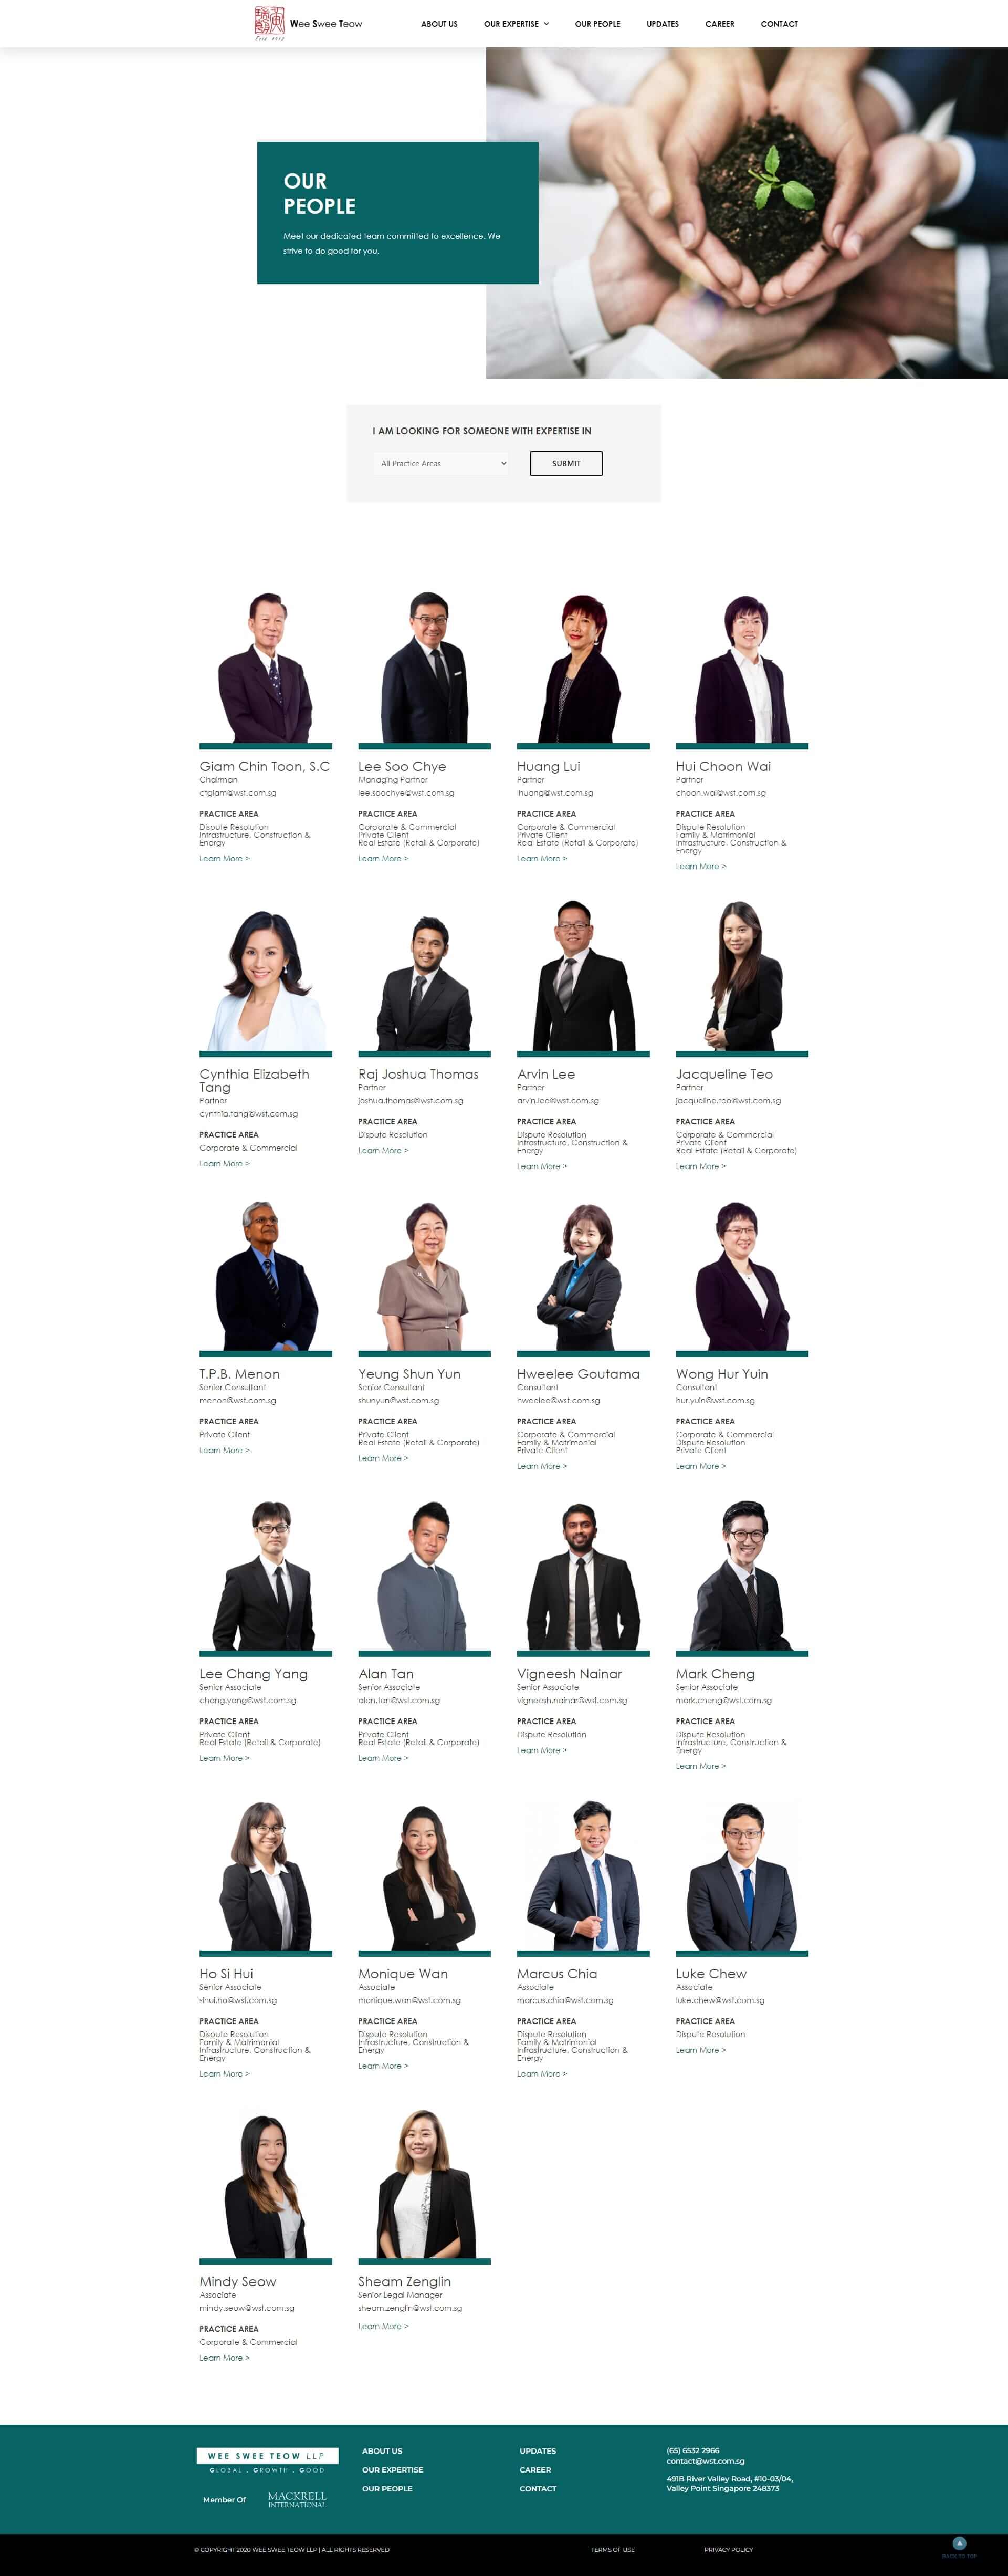 Wee Swee Teow
Estd 1912
ABOUT US
OUR EXPERTISE
OUR PEOPLE
UPDATES
CAREER
CONTACT
OUR
PEOPLE
Meet our dedicated team committed to excellence. We
strive to do good for you.
I AM LOOKING FOR SOMEONE WITH EXPERTISE IN
All Practice Areas
SUBMIT
Giam Chin Toon, S.C
Chairman
ctgiam@wst.com.sg
PRACTICE AREA
Dispute Resolution
Infrastructure, Construction &
Energy
Learn More >
Lee Soo Chye
Managing Partner
lee.soochye@wst.com.sg
PRACTICE AREA
Corporate & Commercial
Private Client
Real Estate (Retail & Corporate)
Learn More >
Huang Lui
Partner
lhuang@wst.com.sg
PRACTICE AREA
Corporate & Commercial
Private Client
Real Estate (Retail & Corporate)
Learn More >
Hui Choon Wai
Partner
choon.wai@wst.com.sg
PRACTICE AREA
Dispute Resolution
Family & Matrimonial
Infrastructure, Construction &
Energy
Learn More >
Cynthia Elizabeth
Tang
Partner
cynthia.tang@wst.com.sg
PRACTICE AREA
Corporate & Commercial
Learn More >
Raj Joshua Thomas
Partner
joshua.thomas@wst.com.sg
PRACTICE AREA
Dispute Resolution
Learn More >
Arvin Lee
Partner
arvin.lee@wst.com.sg
PRACTICE AREA
Dispute Resolution
Infrastructure, Construction &
Energy
Learn More >
Jacqueline Teo
Partner
jacqueline.teo@wst.com.sg
PRACTICE AREA
Corporate & Commercial
Private Client
Real Estate (Retail & Corporate)
Learn More >
T.P.B. Menon
Senior Consultant
menon@wst.com.sg
PRACTICE AREA
Private Client
Learn More >
Yeung Shun Yun
Senior Consultant
shunyun@wst.com.sg
PRACTICE AREA
Private Client
Real Estate (Retail & Corporate)
Learn More >
Hweelee Goutama
Consultant
hweelee@wst.com.sg
PRACTICE AREA
Corporate & Commercial
Family & Matrimonial
Private Client
Learn More >
Wong Hur Yuin
Consultant
hur.yuin@wst.com.sg
PRACTICE AREA
Corporate & Commercial
Dispute Resolution
Private Client
Learn More >
Lee Chang Yang
Senior Associate
chang.yang@wst.com.sg
PRACTICE AREA
Private Client
Real Estate (Retail & Corporate)
Learn More >
Alan Tan
Senior Associate
alan.tan@wst.com.sg
PRACTICE AREA
Private Client
Real Estate (Retail & Corporate)
Learn More >
Vigneesh Nainar
Senior Associate
vigneesh.nainar@wst.com.sg
PRACTICE AREA
Dispute Resolution
Learn More >
Mark Cheng
Senior Associate
mark.cheng@wst.com.sg
PRACTICE AREA
Dispute Resolution
Infrastructure, Construction &
Energy
Learn More >
Ho Si Hui
Senior Associate
sihui.ho@wst.com.sg
PRACTICE AREA
Dispute Resolution
Family & Matrimonial
Infrastructure, Construction &
Energy
Learn More >
Monique Wan
Associate
monique.wan@wst.com.sg
PRACTICE AREA
Dispute Resolution
Infrastructure, Construction &
Energy
Learn More >
Marcus Chia
Associate
marcus.chia@wst.com.sg
PRACTICE AREA
Dispute Resolution
Family & Matrimonial
Infrastructure, Construction &
Energy
Learn More >
Luke Chew
Associate
luke.chew@wst.com.sg
PRACTICE AREA
Dispute Resolution
Learn More >
Mindy Seow
Associate
mindy.seow@wst.com.sg
PRACTICE AREA
Corporate & Commercial
Learn More >
Sheam Zenglin
Senior Legal Manager
sheam.zenglin@wst.com.sg
Learn More >
WEE SWEE TEOW LLP
GLOBAL . GROWTH . GOOD
Member Of
MACKRELL
INTERNATIONAL
ABOUT US
OUR EXPERTISE
OUR PEOPLE
UPDATES
CAREER
CONTACT
(65) 6532 2966
contact@wst.com.sg
491B River Valley Road, #10-03/04,
Valley Point Singapore 248373
© COPYRIGHT 2020 WEE SWEE TEOW LLP | ALL RIGHTS RESERVED
TERMS OF USE
PRIVACY POLICY
BACK TO TOP